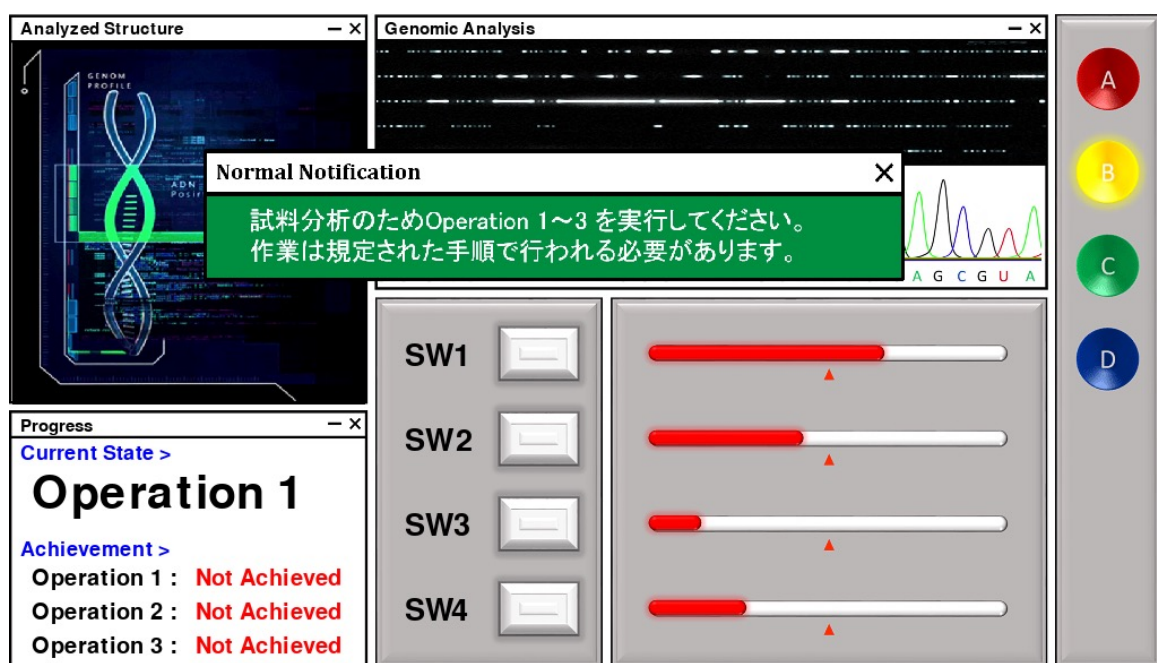 Analyzed Structure
GENOM
PROFILE
ADN
Genomic Analysis
Normal Notification
試料分析のためOperation 1～3 を実行してください。
作業は規定された手順で行われる必要があります。
A G C G U A
SW1
SW2
SW3
SW4
Progress
Current State >
Operation 1
Achievement >
Operation 1 : Not Achieved
Operation 2 : Not Achieved
Operation 3 : Not Achieved
A
B
C
D